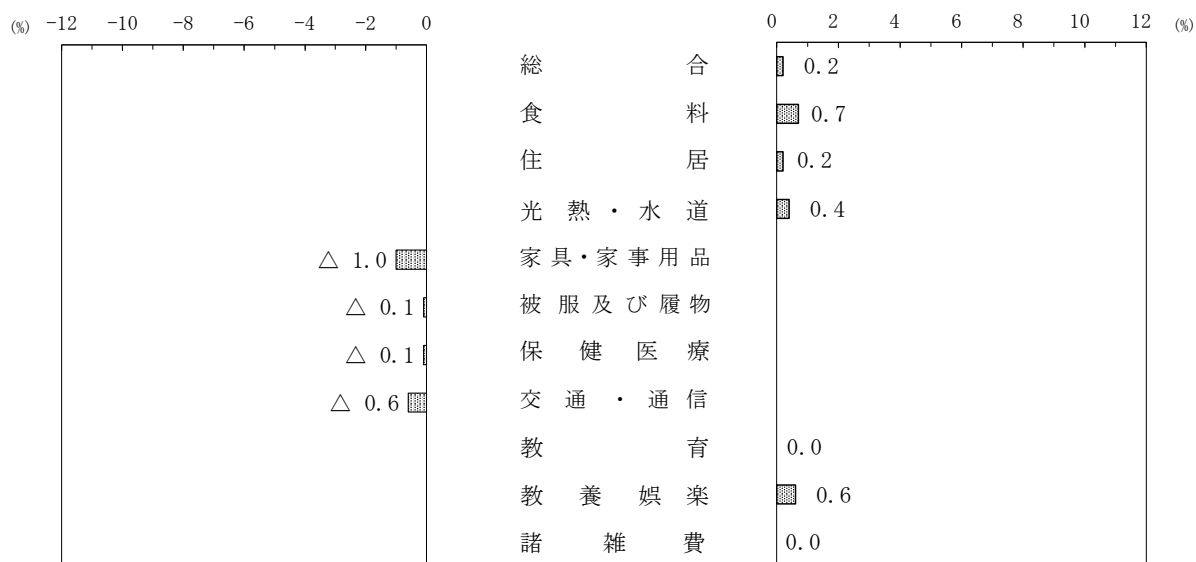 (%) -12 -10 -8 -6 -4 -2 0 0 2 4 6 8 10 12 (%)
総合 0.2
食料 0.7
住居 0.2
光熱・水道 0.4
△ 1.0 家具・家事用品
△ 0.1 被服及び履物
△ 0.1 保健医療
△ 0.6 交通・通信
教育 0.0
教養娯楽 0.6
諸雑費 0.0